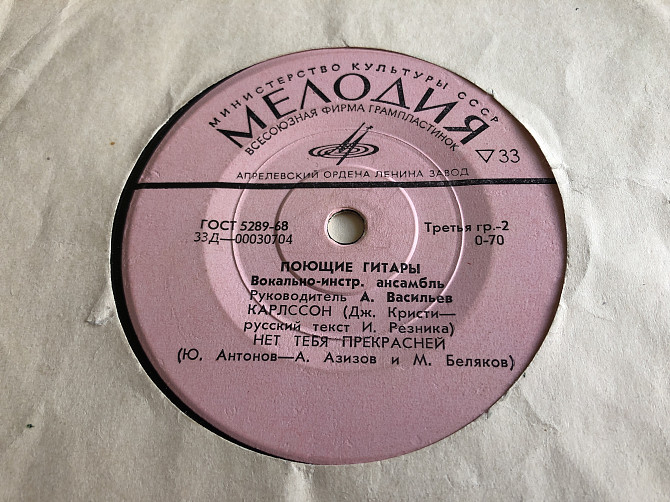 МИНИСТЕРСТВО КУЛЬТУРЫ СССР
МЕЛОДИЯ
ВСЕСОЮЗНАЯ ФИРМА ГРАМПЛАСТИНОК
▽33
АПРЕЛЕВСКИЙ ОРДЕНА ЛЕНИНА ЗАВОД
ГОСТ 5289-68 Третья гр.-2
33Д—00030704 0-70
ПОЮЩИЕ ГИТАРЫ
Вокально-инстр. ансамбль
Руководитель А. Васильев
КАРЛССОН (Дж. Кристи—
русский текст И. Резника)
НЕТ ТЕБЯ ПРЕКРАСНЕЙ
(Ю. Антонов—А. Азизов и М. Беляков)